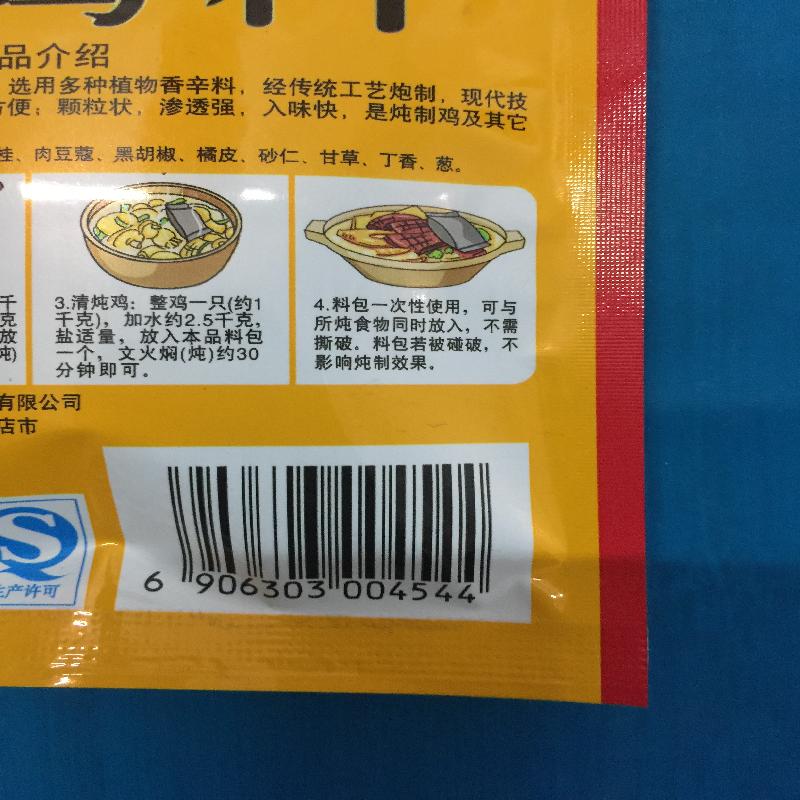 品介绍
选用多种植物香辛料，经传统工艺炮制，现代技
方便；颗粒状，渗透强，入味快，是炖制鸡及其它
桂、肉豆蔻、黑胡椒、橘皮、砂仁、甘草、丁香、葱。
千
克
放
炖)
3.清炖鸡：整鸡一只(约1
千克)，加水约2.5千克，
盐适量，放入本品料包
一个，文火焖(炖)约30
分钟即可。
4.料包一次性使用，可与
所炖食物同时放入，不需
撕破。料包若被碰破，不
影响炖制效果。
有限公司
店市
生产许可
6 906303 004544